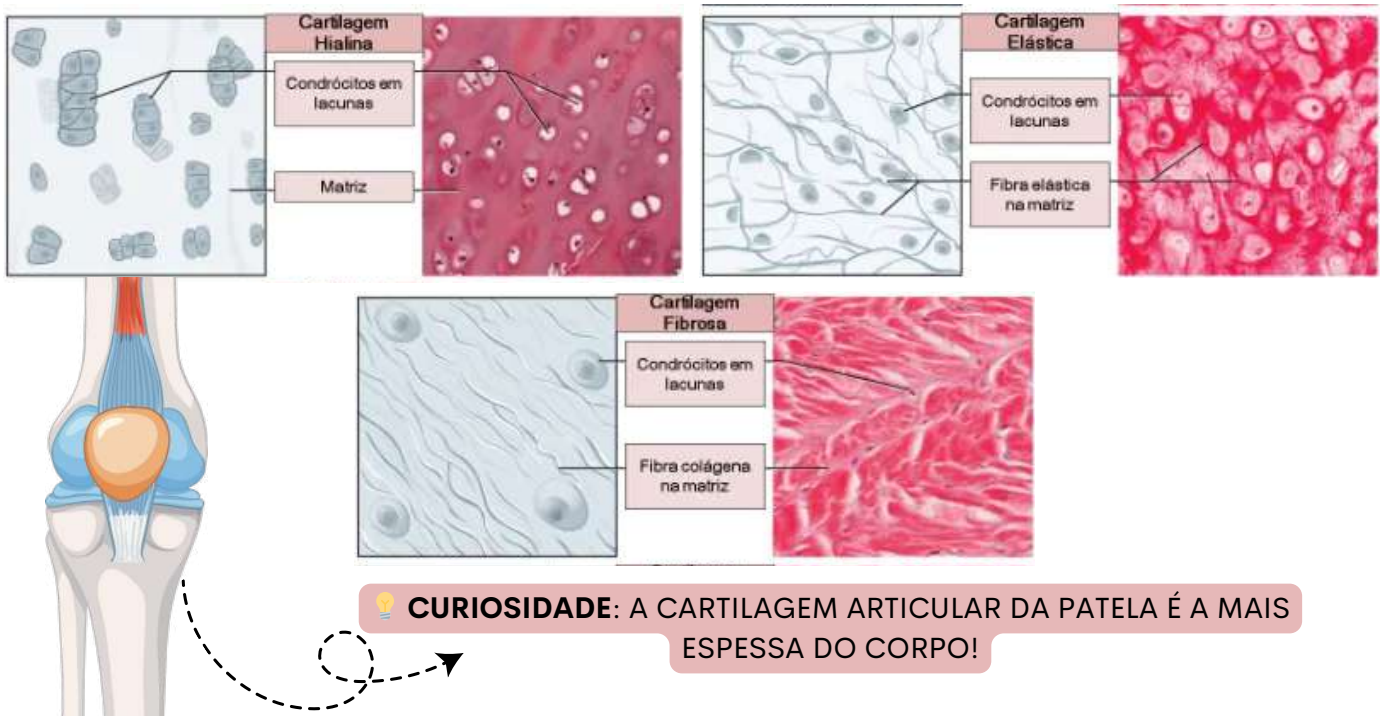 Cartilagem
Hialina
Condrócitos em
lacunas
Matriz
Cartilagem
Elástica
Condrócitos em
lacunas
Fibra elástica
na matriz
Cartilagem
Fibrosa
Condrócitos em
lacunas
Fibra colágena
na matriz
CURIOSIDADE: A CARTILAGEM ARTICULAR DA PATELA É A MAIS
ESPESSA DO CORPO!